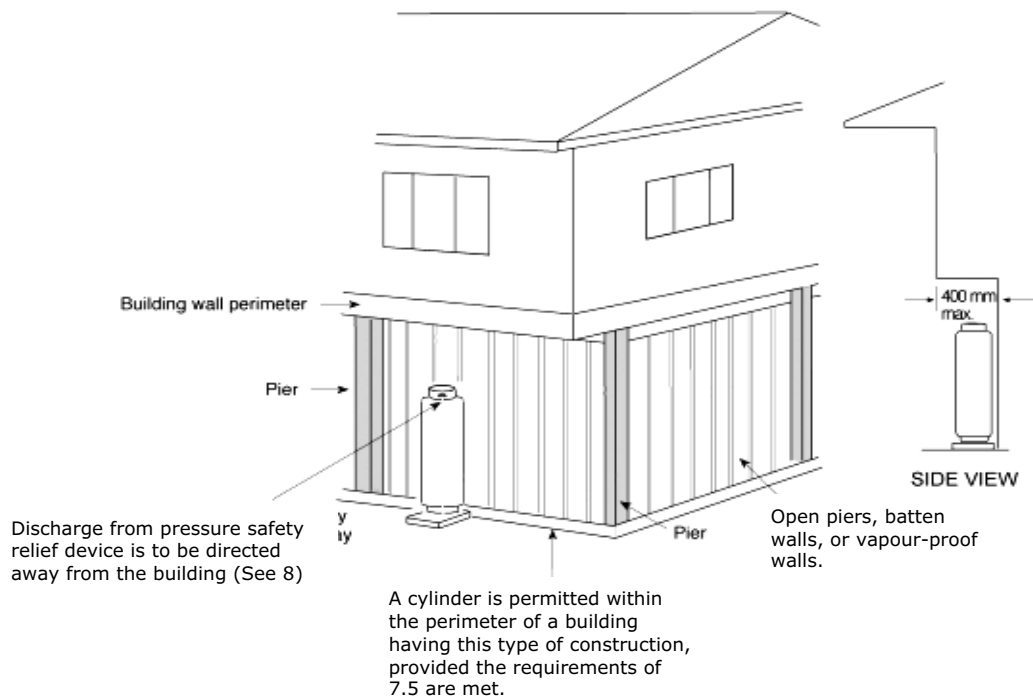 Building wall perimeter
400 mm
max.
Pier
SIDE VIEW
Discharge from pressure safety
relief device is to be directed
away from the building (See 8)
Pier
Open piers, batten
walls, or vapour-proof
walls.
A cylinder is permitted within
the perimeter of a building
having this type of construction,
provided the requirements of
7.5 are met.